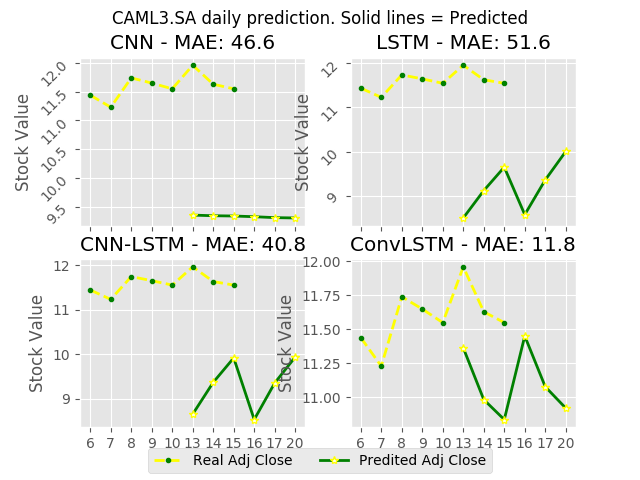 CAML3.SA daily prediction. Solid lines = Predicted
CNN - MAE: 46.6
LSTM - MAE: 51.6
Stock Value
12.0
11.5
11.0
10.5
10.0
9.5
Stock Value
12
11
10
9
CNN-LSTM - MAE: 40.8
ConvLSTM - MAE: 11.8
Stock Value
12
11
10
9
6 7 8 9 10 13 14 15 16 17 20
Stock Value
12.00
11.75
11.50
11.25
11.00
6 7 8 9 10 13 14 15 16 17 20
Real Adj Close
Predited Adj Close